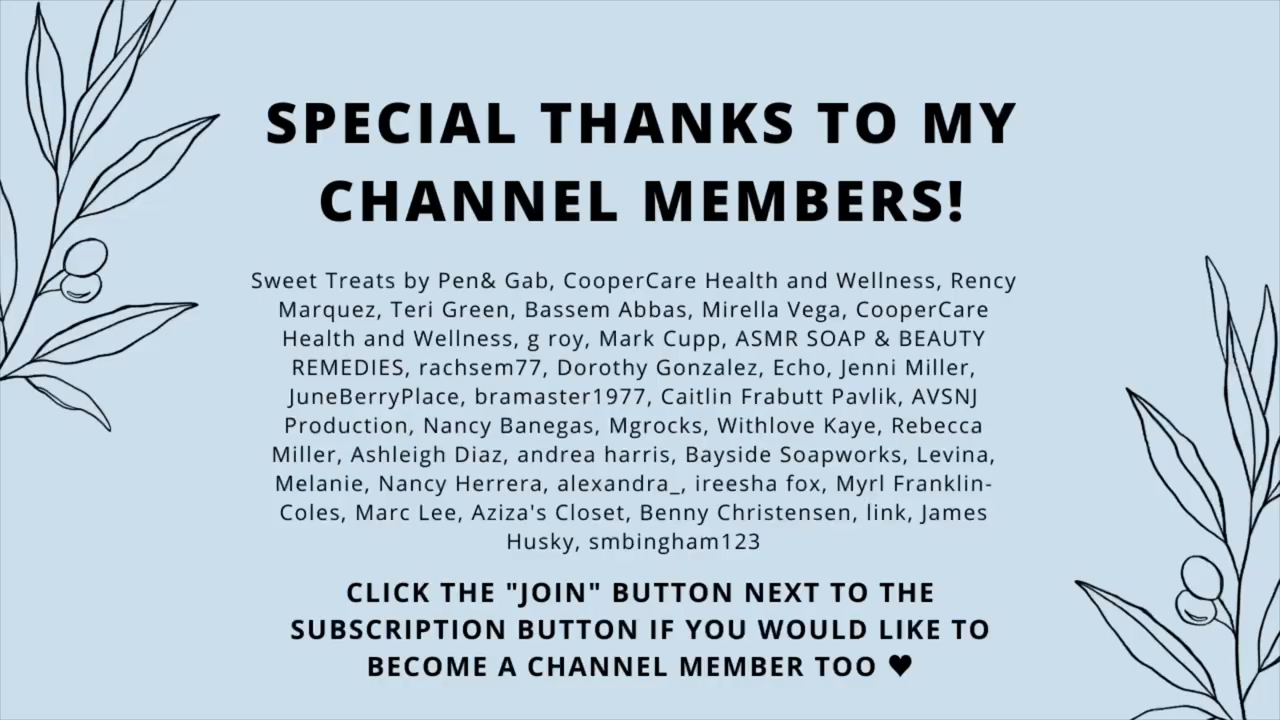 SPECIAL THANKS TO MY
CHANNEL MEMBERS!
Sweet Treats by Pen& Gab, CooperCare Health and Wellness, Rency
Marquez, Teri Green, Bassem Abbas, Mirella Vega, CooperCare
Health and Wellness, g roy, Mark Cupp, ASMR SOAP & BEAUTY
REMEDIES, rachsem77, Dorothy Gonzalez, Echo, Jenni Miller,
JuneBerryPlace, bramaster1977, Caitlin Frabutt Pavlik, AVSNJ
Production, Nancy Banegas, Mgrocks, Withlove Kaye, Rebecca
Miller, Ashleigh Diaz, andrea harris, Bayside Soapworks, Levina,
Melanie, Nancy Herrera, alexandra_, ireesha fox, Myrl Franklin-
Coles, Marc Lee, Aziza's Closet, Benny Christensen, link, James
Husky, smbingham123
CLICK THE "JOIN" BUTTON NEXT TO THE
SUBSCRIPTION BUTTON IF YOU WOULD LIKE TO
BECOME A CHANNEL MEMBER TOO ♥